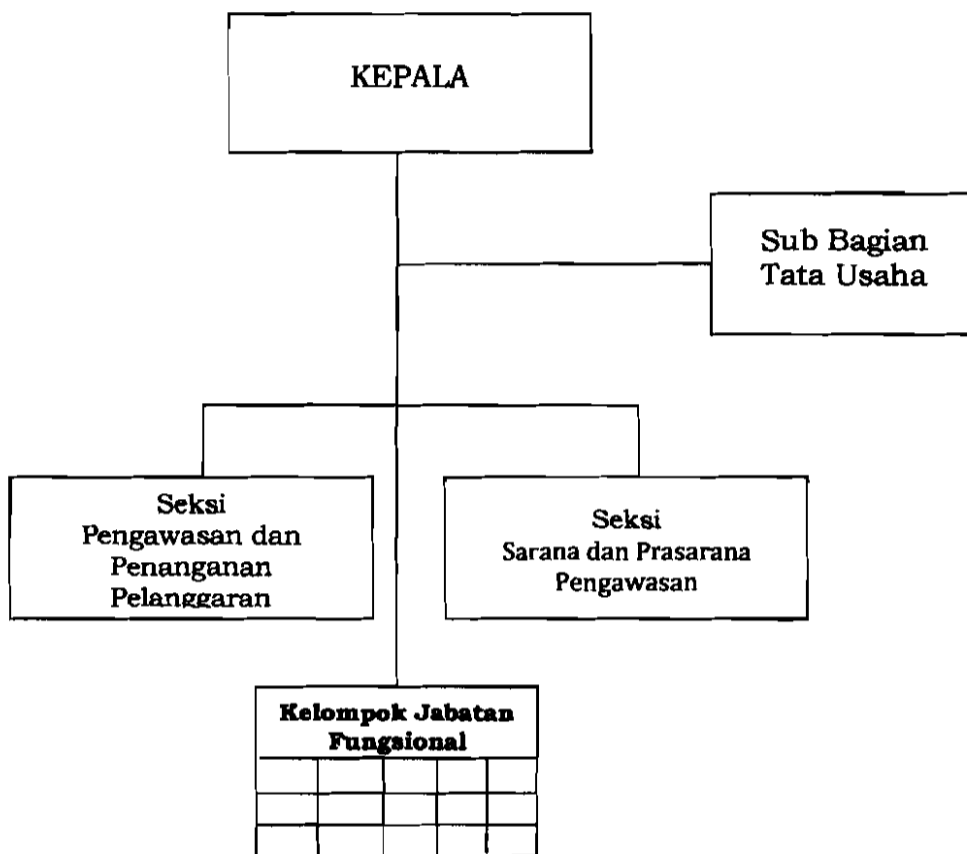 KEPALA
Sub Bagian
Tata Usaha
Seksi
Pengawasan dan
Penanganan
Pelanggaran
Seksi
Sarana dan Prasarana
Pengawasan
Kelompok Jabatan
Fungsional